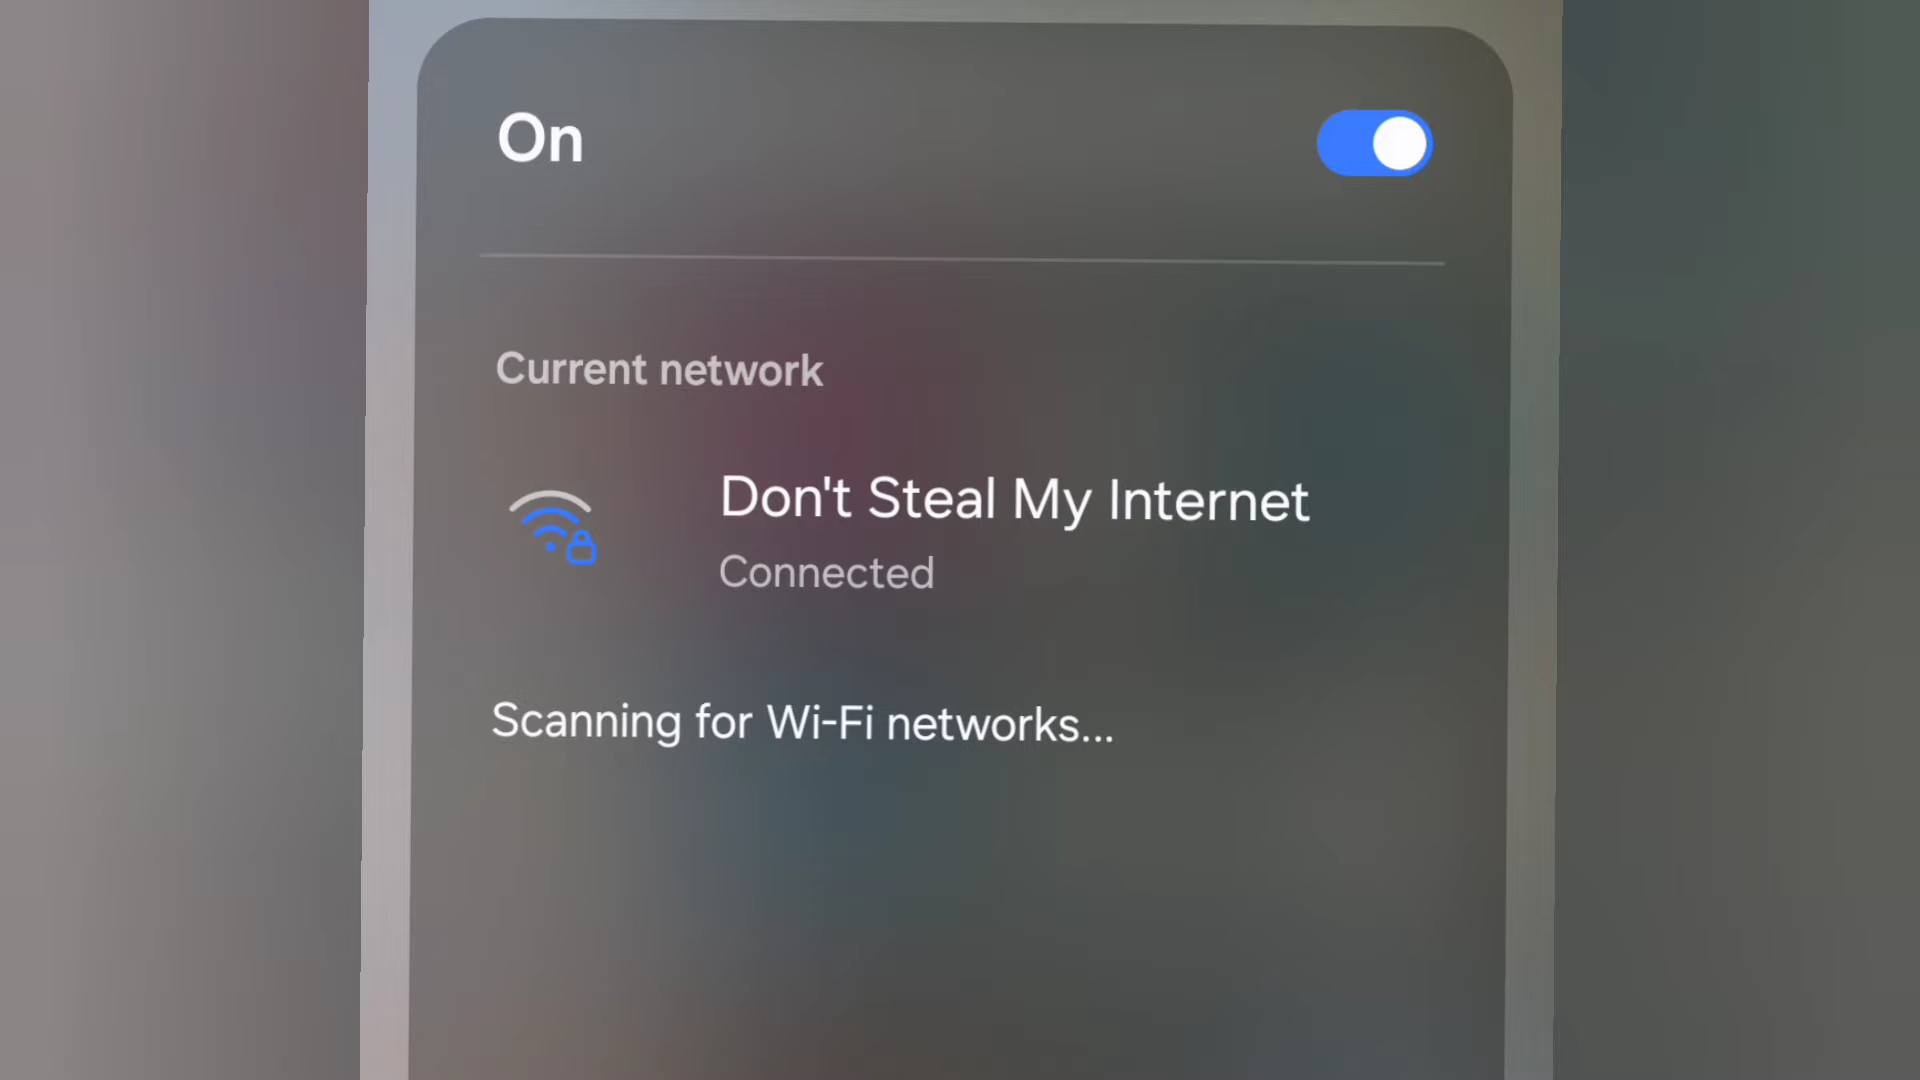 On
Current network
Don't Steal My Internet
Connected
Scanning for Wi-Fi networks...